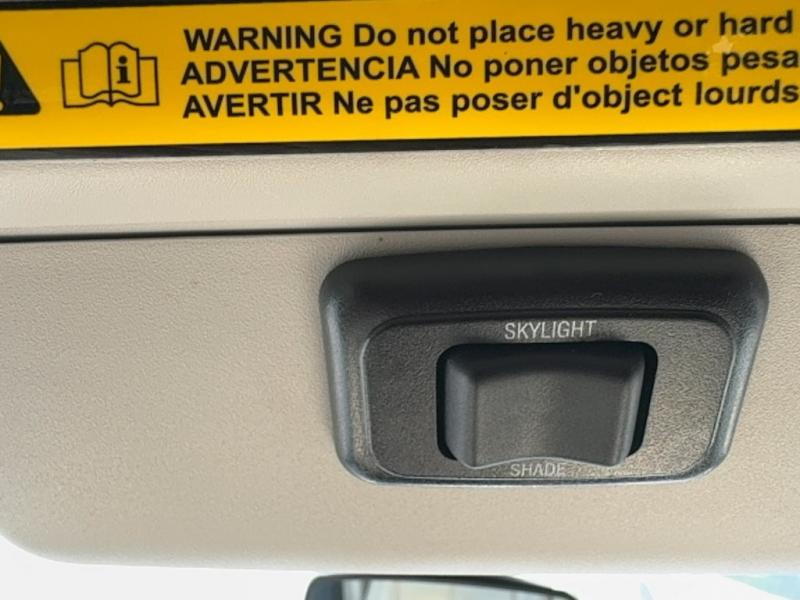 WARNING Do not place heavy or hard
ADVERTENCIA No poner objetos pesa
AVERTIR Ne pas poser d'object lourds
SKYLIGHT
SHADE